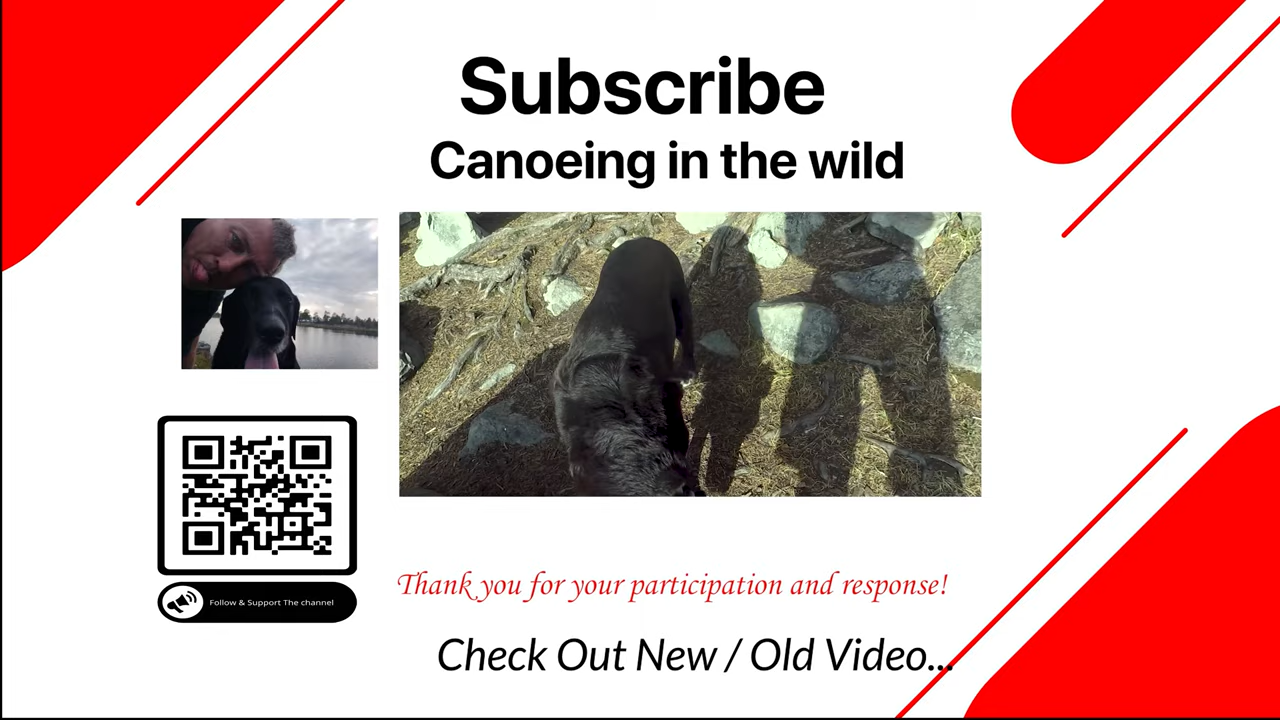 Subscribe
Canoeing in the wild
Follow & Support The channel
Thank you for your participation and response!
Check Out New / Old Video...